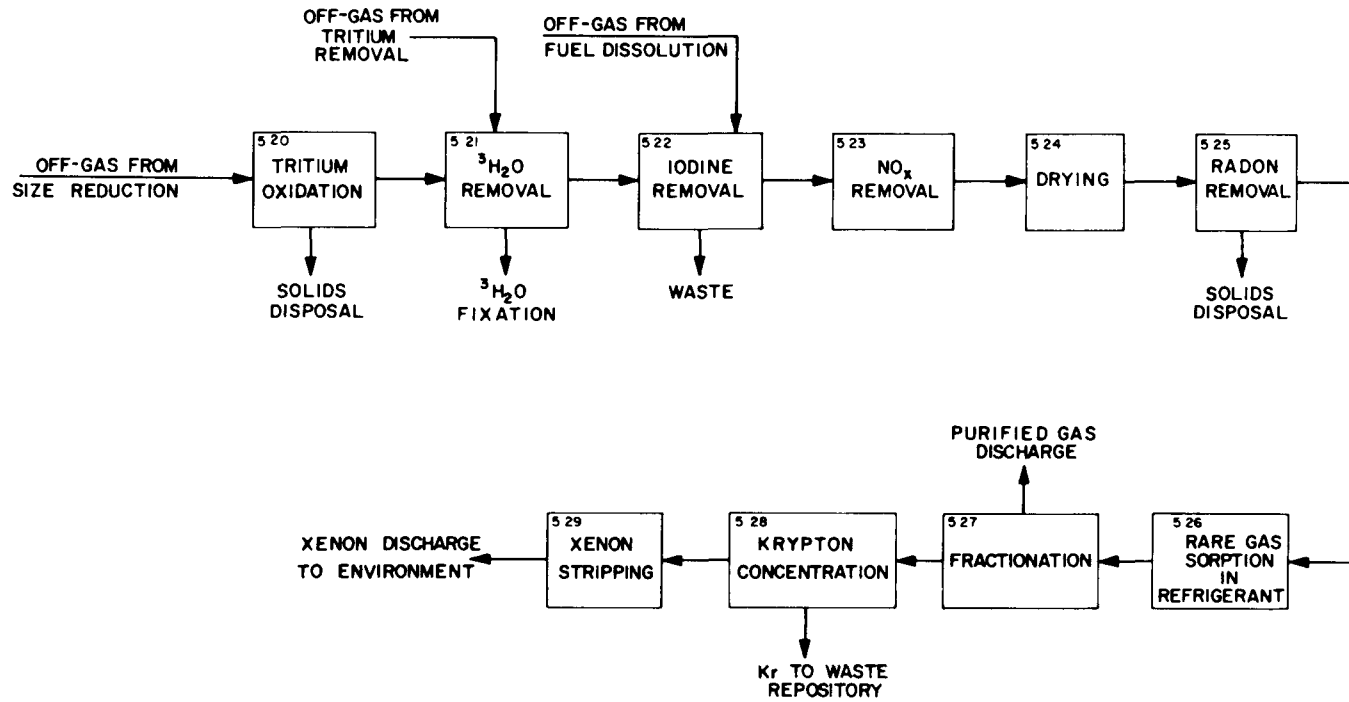 OFF-GAS FROM
TRITIUM
REMOVAL
OFF-GAS FROM
FUEL DISSOLUTION
OFF-GAS FROM
SIZE REDUCTION
5 20
TRITIUM
OXIDATION
5 21
³H₂O
REMOVAL
5 22
IODINE
REMOVAL
5 23
NOₓ
REMOVAL
5 24
DRYING
5 25
RADON
REMOVAL
SOLIDS
DISPOSAL
³H₂O
FIXATION
WASTE
SOLIDS
DISPOSAL
PURIFIED GAS
DISCHARGE
XENON DISCHARGE
TO ENVIRONMENT
5 29
XENON
STRIPPING
5 28
KRYPTON
CONCENTRATION
5 27
FRACTIONATION
5 26
RARE GAS
SORPTION
IN
REFRIGERANT
Kr TO WASTE
REPOSITORY